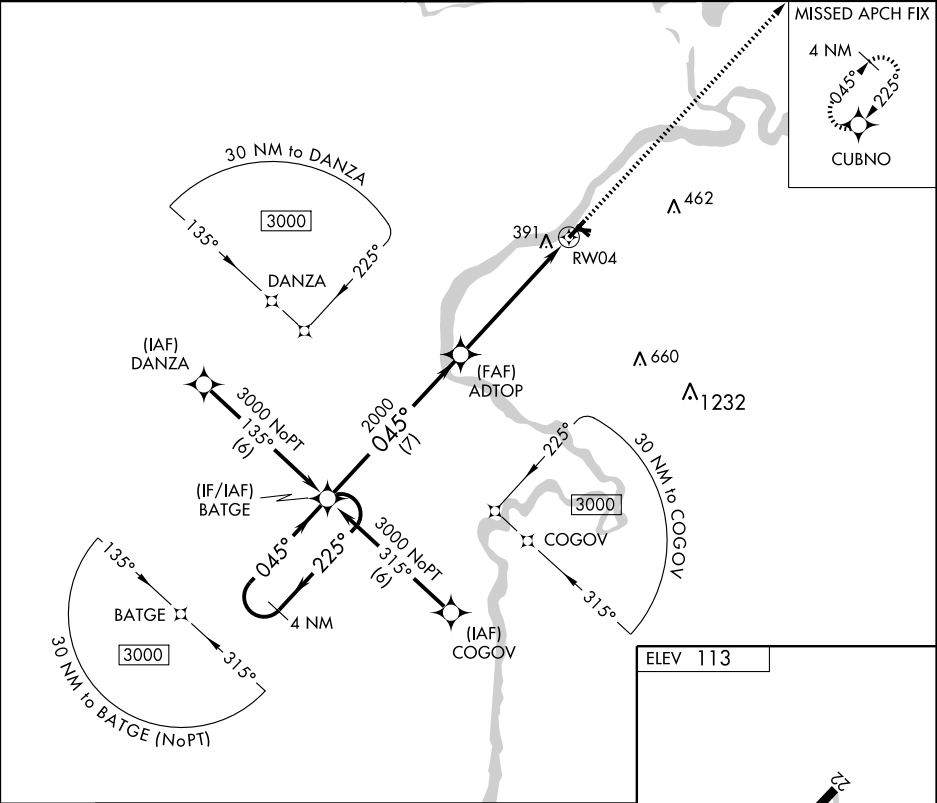 MISSED APCH FIX
4 NM
045°
225°
CUBNO
30 NM to DANZA
3000
135°
225°
DANZA
462
391
RW04
(IAF)
DANZA
3000 NoPT
135°
(6)
(FAF)
ADTOP
660
1232
2000
045°
(7)
(IF/IAF)
BATGE
045°
225°
4 NM
3000 NoPT
315°
(6)
(IAF)
COGOV
225°
30 NM to COGOV
3000
COGOV
315°
135°
BATGE
3000
315°
30 NM to BATGE (NoPT)
ELEV 113
22